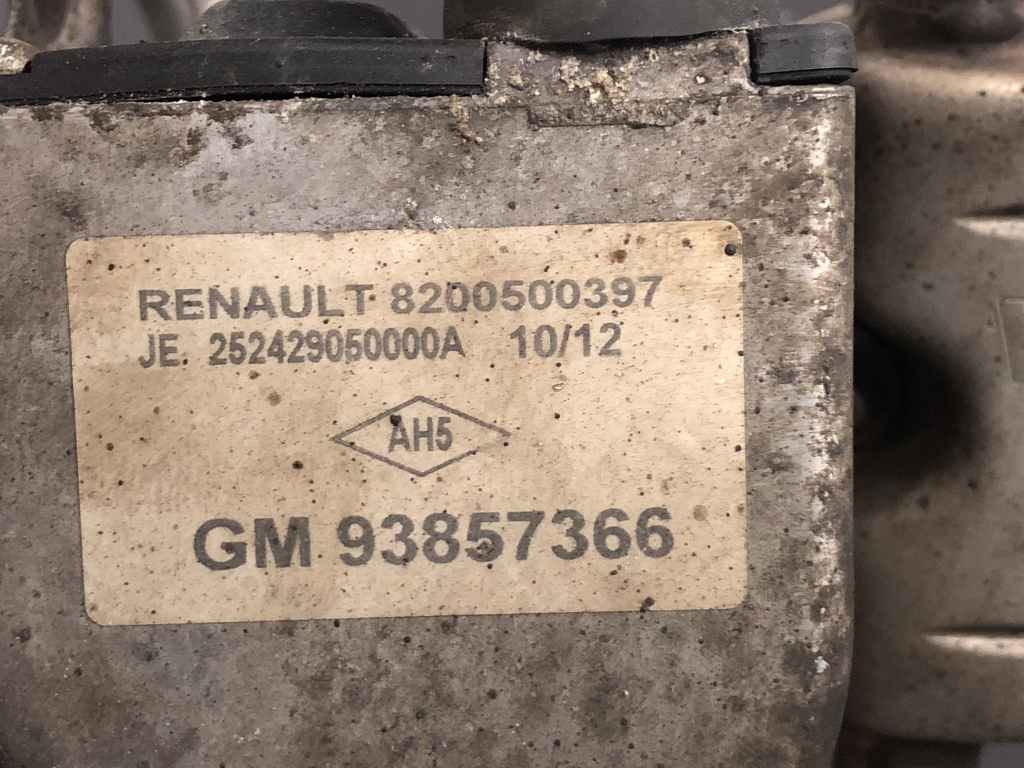 RENAULT 8200500397
JE. 252429050000A 10/12
AH5
GM 93857366